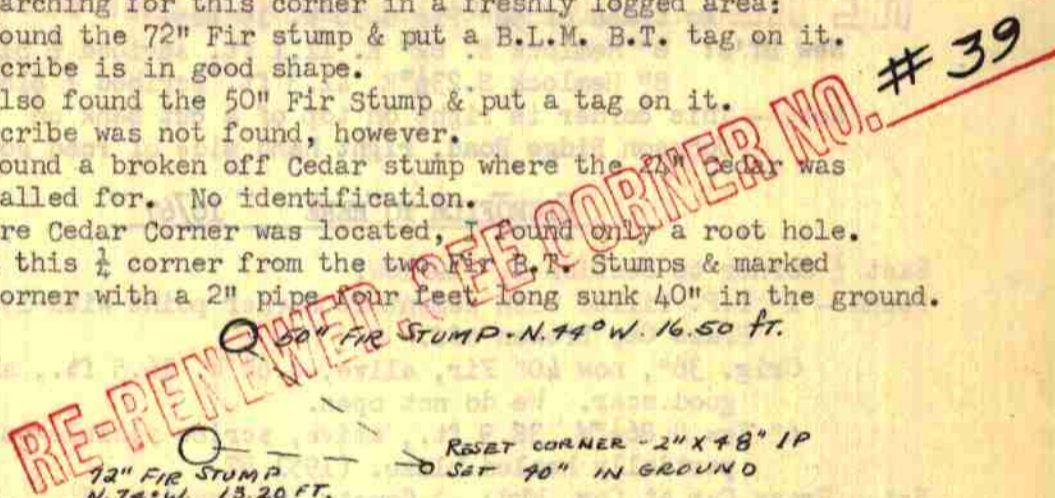 arching for this corner in a freshly logged area:
ound the 72" Fir stump & put a B.L.M. B.T. tag on it.
cribe is in good shape.
lso found the 50" Fir Stump & put a tag on it.
cribe was not found, however.
ound a broken off Cedar stump where the 24" Cedar was
alled for. No identification.
re Cedar Corner was located, I found only a root hole.
this ¼ corner from the two Fir B.T. Stumps & marked
orner with a 2" pipe four feet long sunk 40" in the ground.
RE-RENEWED. SEE CORNER NO. # 39
50" FIR STUMP - N. 44° W. 16.50 ft.
RESET CORNER - 2" X 48" IP
SET 40" IN GROUND
72" FIR STUMP
N. 74° W. 13.20 FT.